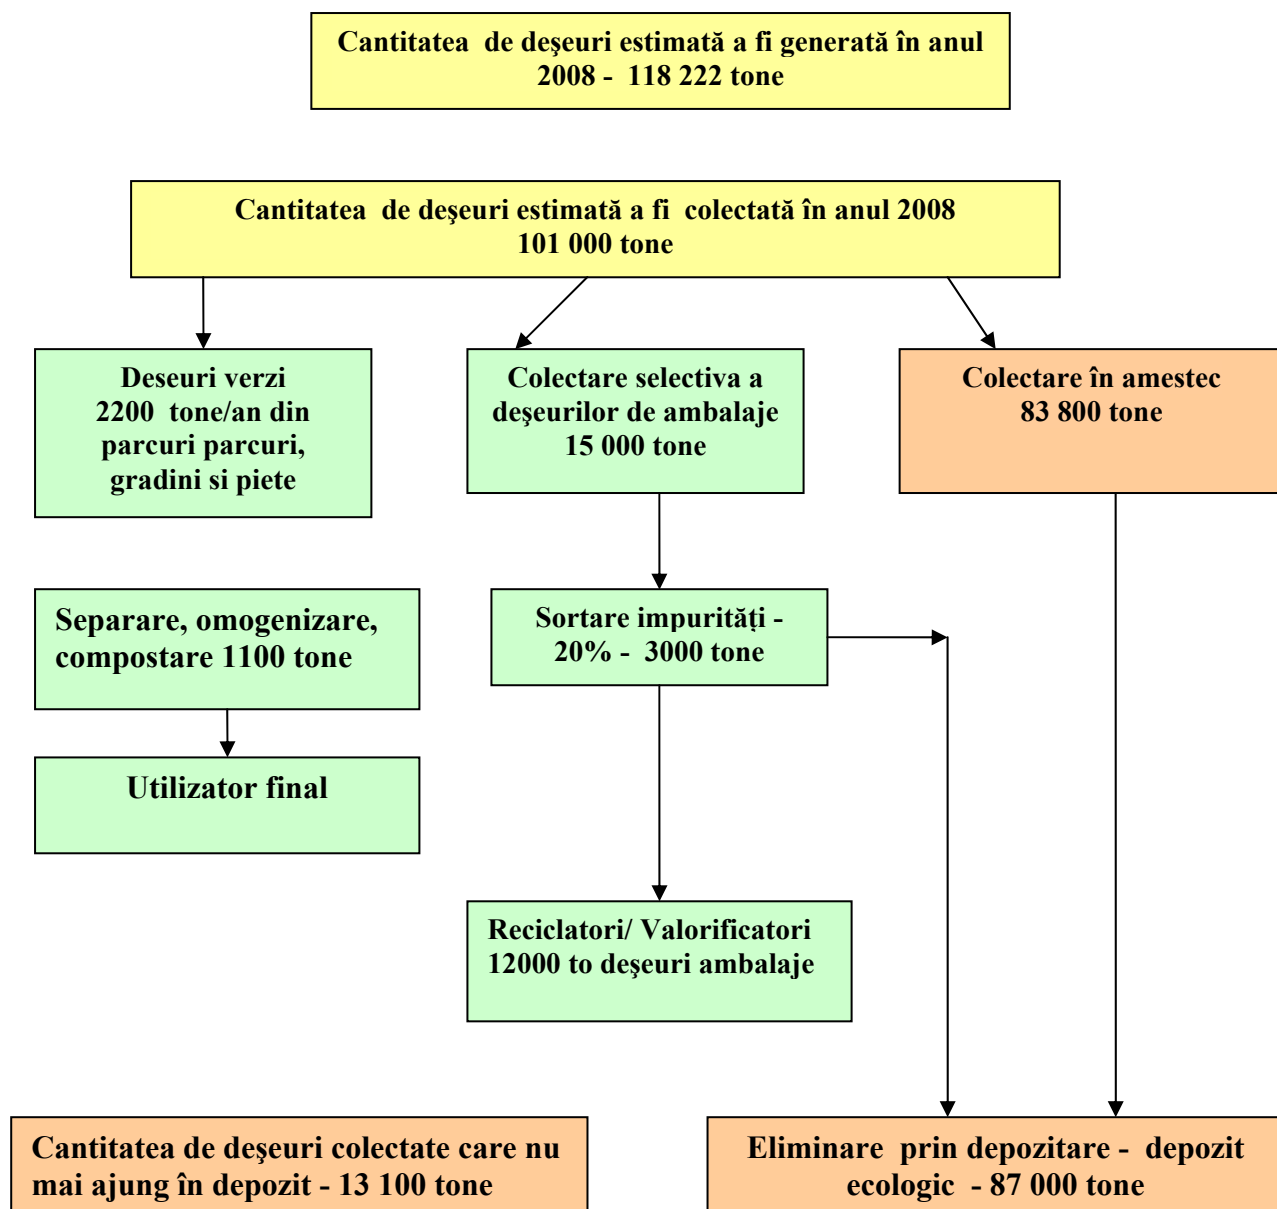 Cantitatea de deşeuri estimată a fi generată în anul
2008 - 118 222 tone
Cantitatea de deşeuri estimată a fi colectată în anul 2008
101 000 tone
Deseuri verzi
2200 tone/an din
parcuri parcuri,
gradini si piete
Colectare selectiva a
deşeurilor de ambalaje
15 000 tone
Colectare în amestec
83 800 tone
Separare, omogenizare,
compostare 1100 tone
Sortare impurități -
20% - 3000 tone
Utilizator final
Reciclatori/ Valorificatori
12000 to deşeuri ambalaje
Cantitatea de deşeuri colectate care nu
mai ajung în depozit - 13 100 tone
Eliminare prin depozitare - depozit
ecologic - 87 000 tone